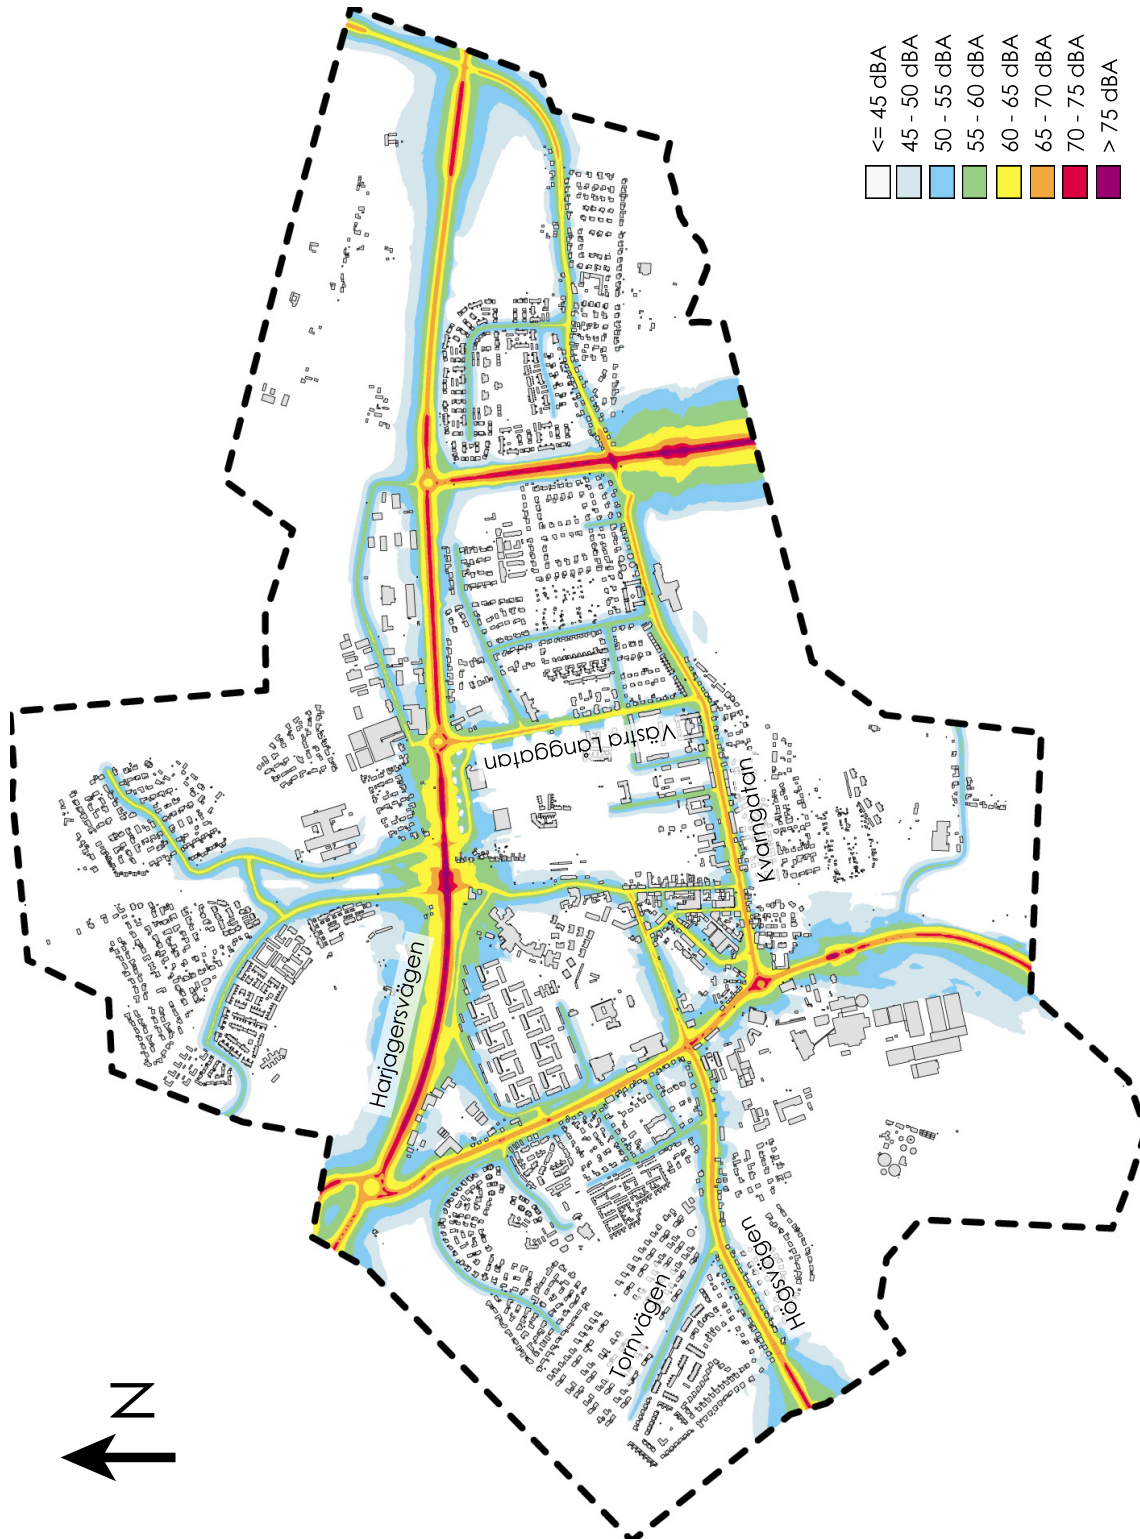 <= 45 dBA
45 - 50 dBA
50 - 55 dBA
55 - 60 dBA
60 - 65 dBA
65 - 70 dBA
70 - 75 dBA
> 75 dBA
Västra Långgatan
Kvarngatan
Harjagersvägen
Högsvägen
Tornvägen
N